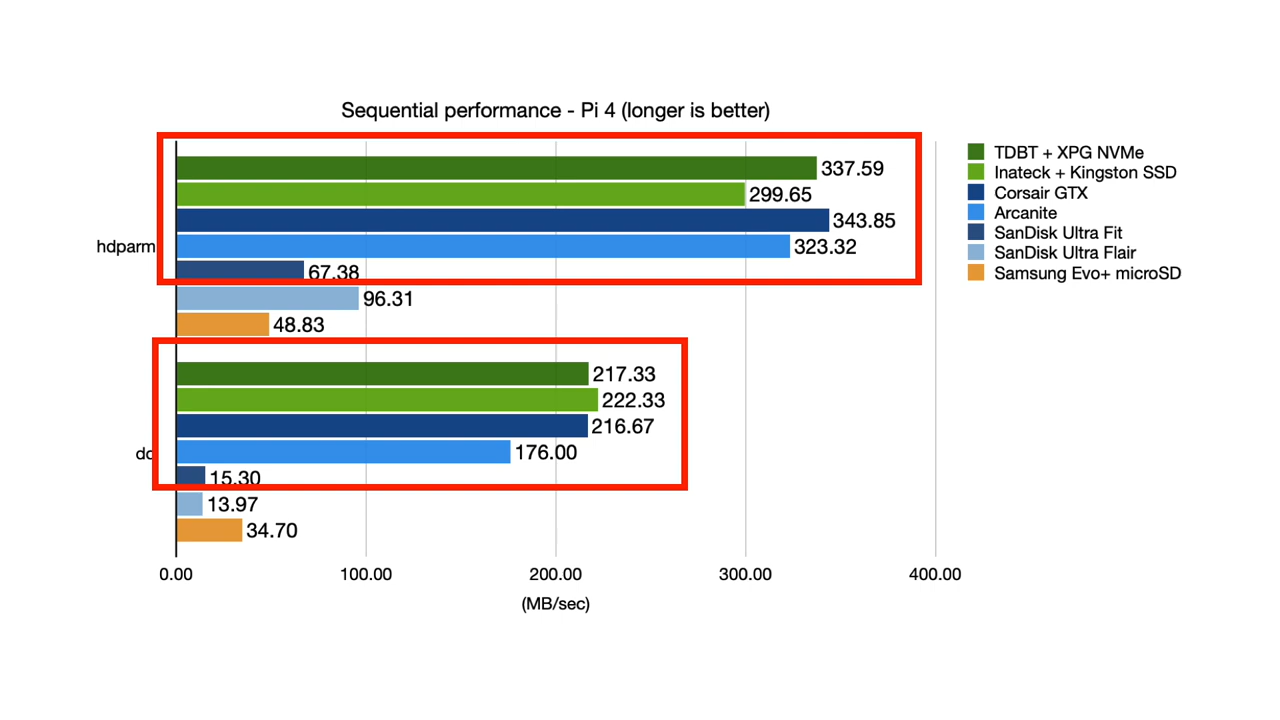 Sequential performance - Pi 4 (longer is better)
TDBT + XPG NVMe
Inateck + Kingston SSD
Corsair GTX
Arcanite
SanDisk Ultra Fit
SanDisk Ultra Flair
Samsung Evo+ microSD
hdparm
337.59
299.65
343.85
323.32
67.38
96.31
48.83
dd
217.33
222.33
216.67
176.00
15.30
13.97
34.70
0.00 100.00 200.00 300.00 400.00
(MB/sec)